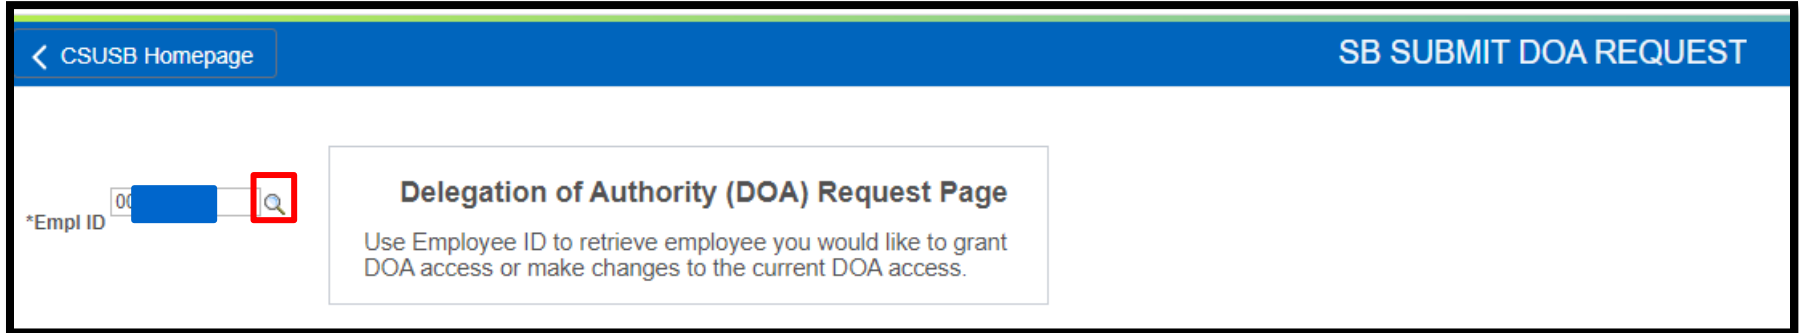 CSUSB Homepage
SB SUBMIT DOA REQUEST
*Empl ID
00
Delegation of Authority (DOA) Request Page
Use Employee ID to retrieve employee you would like to grant
DOA access or make changes to the current DOA access.